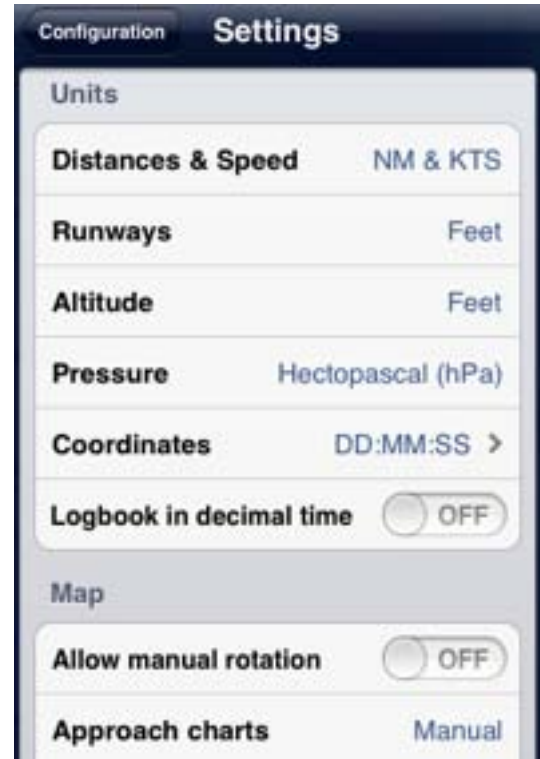 Configuration Settings
Units
Distances & Speed NM & KTS
Runways Feet
Altitude Feet
Pressure Hectopascal (hPa)
Coordinates DD:MM:SS >
Logbook in decimal time OFF
Map
Allow manual rotation OFF
Approach charts Manual